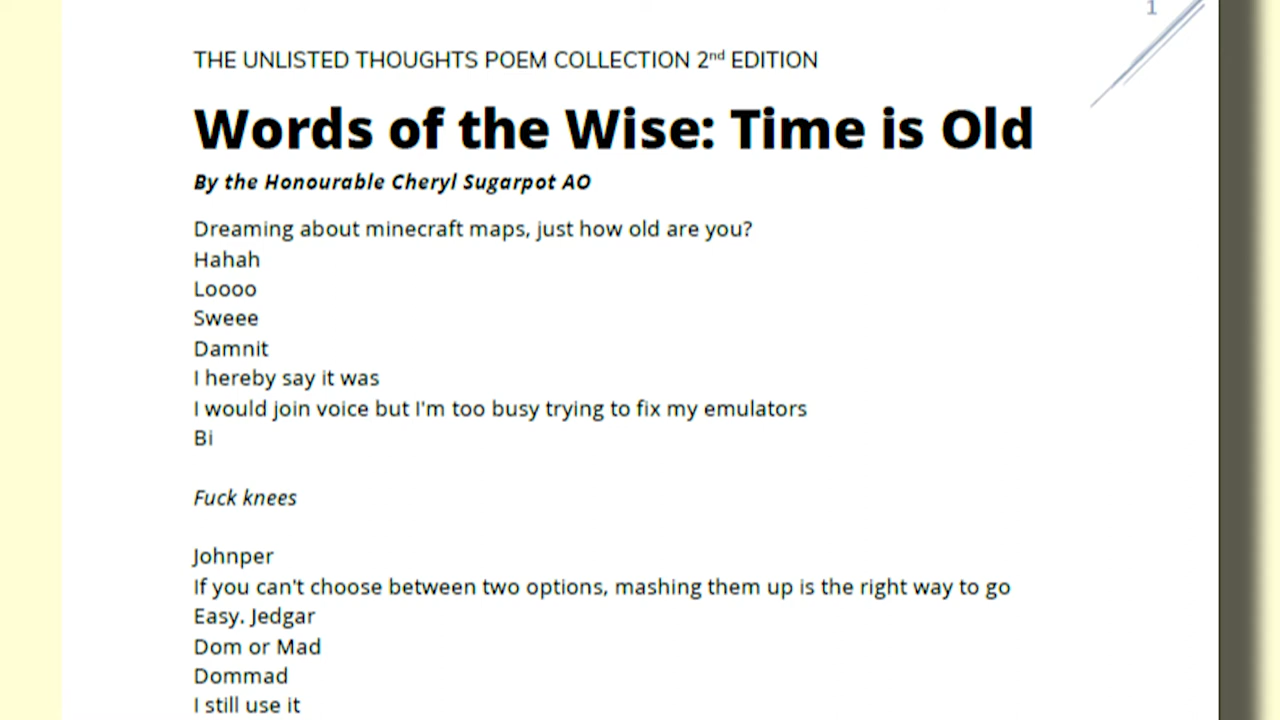 1
THE UNLISTED THOUGHTS POEM COLLECTION 2nd EDITION
Words of the Wise: Time is Old
By the Honourable Cheryl Sugarpot AO
Dreaming about minecraft maps, just how old are you?
Hahah
Loooo
Sweee
Damnit
I hereby say it was
I would join voice but I'm too busy trying to fix my emulators
Bi
Fuck knees
Johnper
If you can't choose between two options, mashing them up is the right way to go
Easy. Jedgar
Dom or Mad
Dommad
I still use it